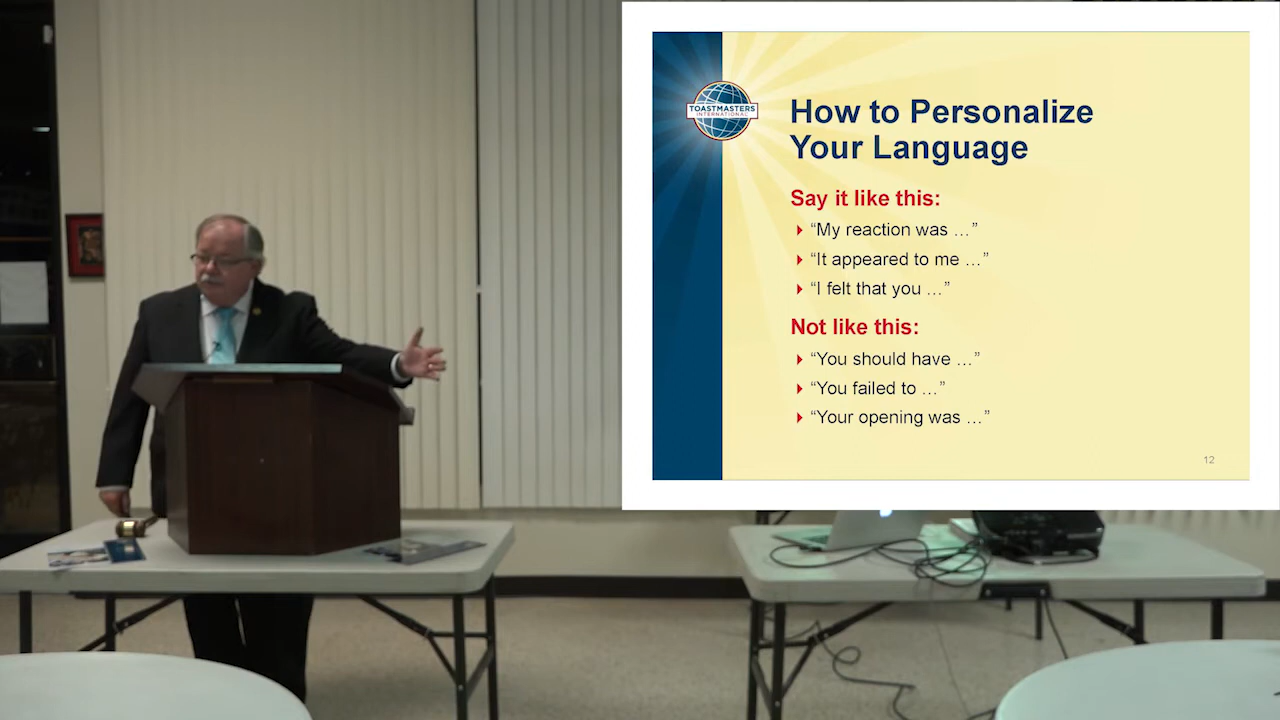 TOASTMASTERS
INTERNATIONAL
How to Personalize
Your Language
Say it like this:
“My reaction was …”
“It appeared to me …”
“I felt that you …”
Not like this:
“You should have …”
“You failed to …”
“Your opening was …”
12